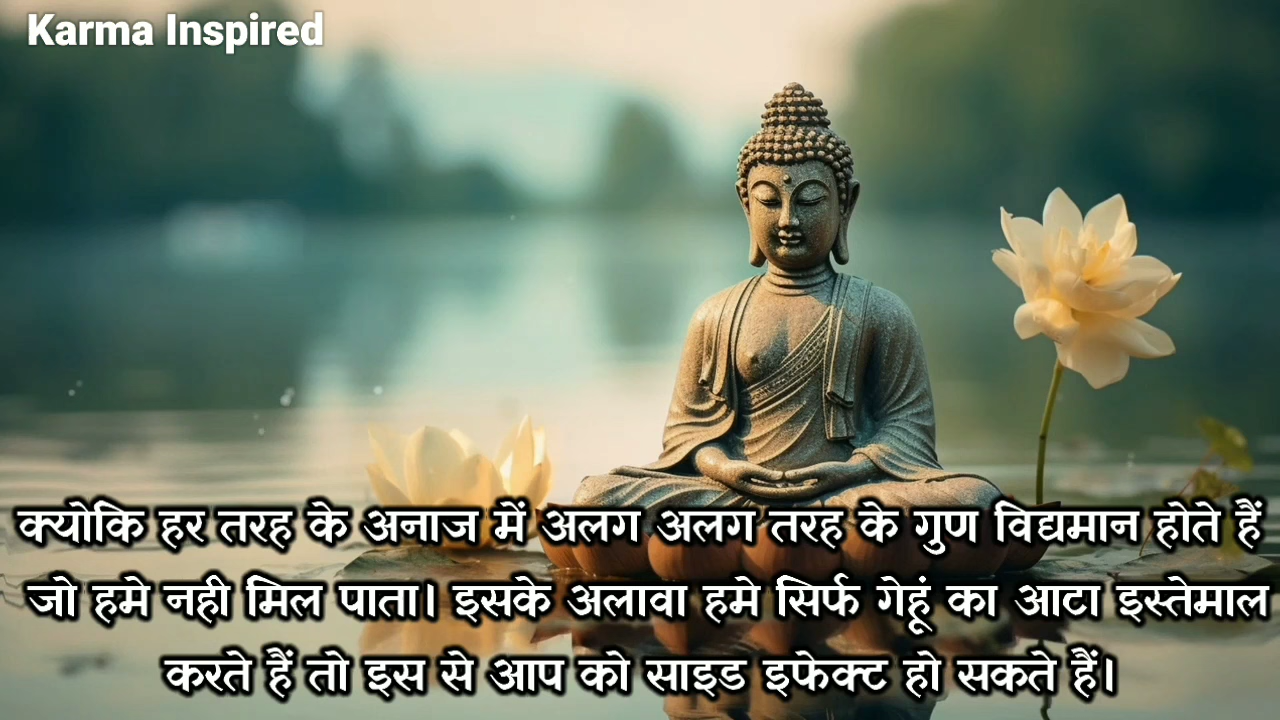 Karma Inspired
क्योकि हर तरह के अनाज में अलग अलग तरह के गुण विद्यमान होते हैं
जो हमे नही मिल पाता। इसके अलावा हमे सिर्फ गेहूं का आटा इस्तेमाल
करते हैं तो इस से आप को साइड इफेक्ट हो सकते हैं।